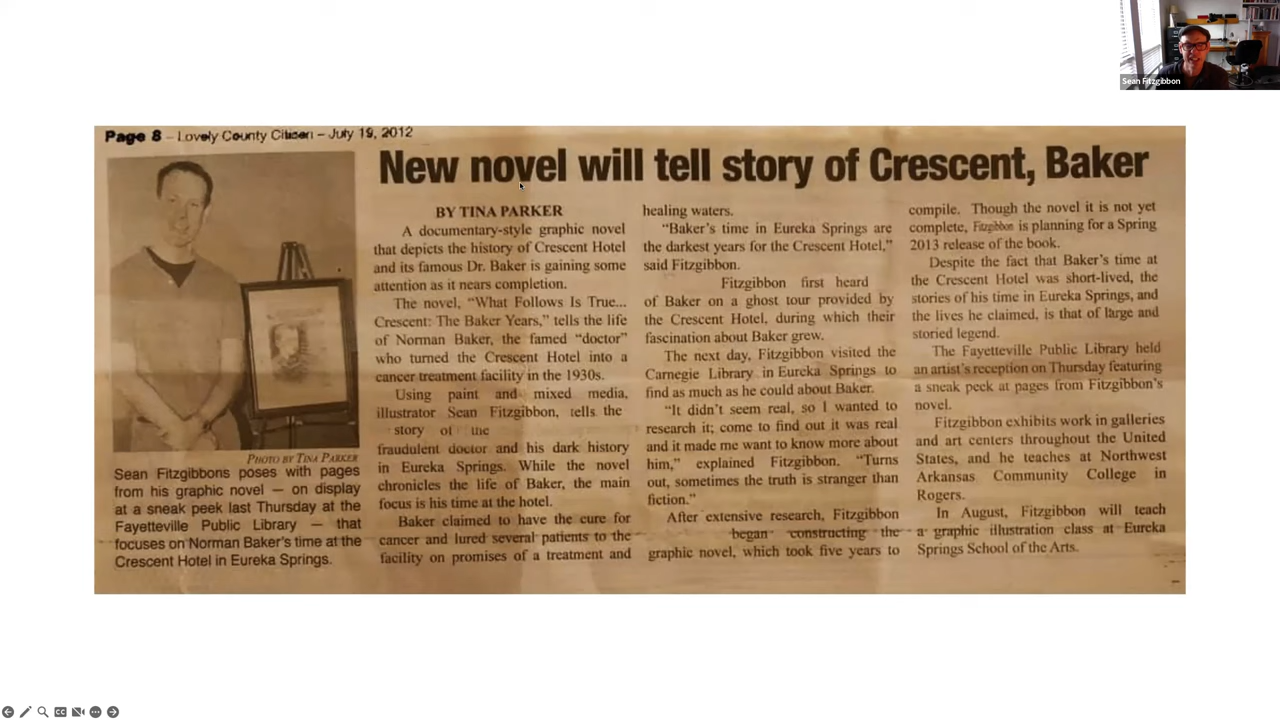 Sean Fitzgibbon
Page 8 – Lovely County Citizen – July 19, 2012
New novel will tell story of Crescent, Baker
PHOTO BY TINA PARKER
Sean Fitzgibbons poses with pages
from his graphic novel — on display
at a sneak peek last Thursday at the
Fayetteville Public Library — that
focuses on Norman Baker's time at the
Crescent Hotel in Eureka Springs.
BY TINA PARKER
A documentary-style graphic novel
that depicts the history of Crescent Hotel
and its famous Dr. Baker is gaining some
attention as it nears completion.
The novel, "What Follows Is True...
Crescent: The Baker Years," tells the life
of Norman Baker, the famed "doctor"
who turned the Crescent Hotel into a
cancer treatment facility in the 1930s.
Using paint and mixed media,
illustrator Sean Fitzgibbon, tells the
story of the
fraudulent doctor and his dark history
in Eureka Springs. While the novel
chronicles the life of Baker, the main
focus is his time at the hotel.
Baker claimed to have the cure for
cancer and lured several patients to the
facility on promises of a treatment and
healing waters.
"Baker's time in Eureka Springs are
the darkest years for the Crescent Hotel,"
said Fitzgibbon.
Fitzgibbon first heard
of Baker on a ghost tour provided by
the Crescent Hotel, during which their
fascination about Baker grew.
The next day, Fitzgibbon visited the
Carnegie Library in Eureka Springs to
find as much as he could about Baker.
"It didn't seem real, so I wanted to
research it; come to find out it was real
and it made me want to know more about
him," explained Fitzgibbon. "Turns
out, sometimes the truth is stranger than
fiction."
After extensive research, Fitzgibbon
began constructing the
graphic novel, which took five years to
compile. Though the novel it is not yet
complete, Fitzgibbon is planning for a Spring
2013 release of the book.
Despite the fact that Baker's time at
the Crescent Hotel was short-lived, the
stories of his time in Eureka Springs, and
the lives he claimed, is that of large and
storied legend.
The Fayetteville Public Library held
an artist's reception on Thursday featuring
a sneak peek at pages from Fitzgibbon's
novel.
Fitzgibbon exhibits work in galleries
and art centers throughout the United
States, and he teaches at Northwest
Arkansas Community College in
Rogers.
In August, Fitzgibbon will teach
a graphic illustration class at Eureka
Springs School of the Arts.
CC